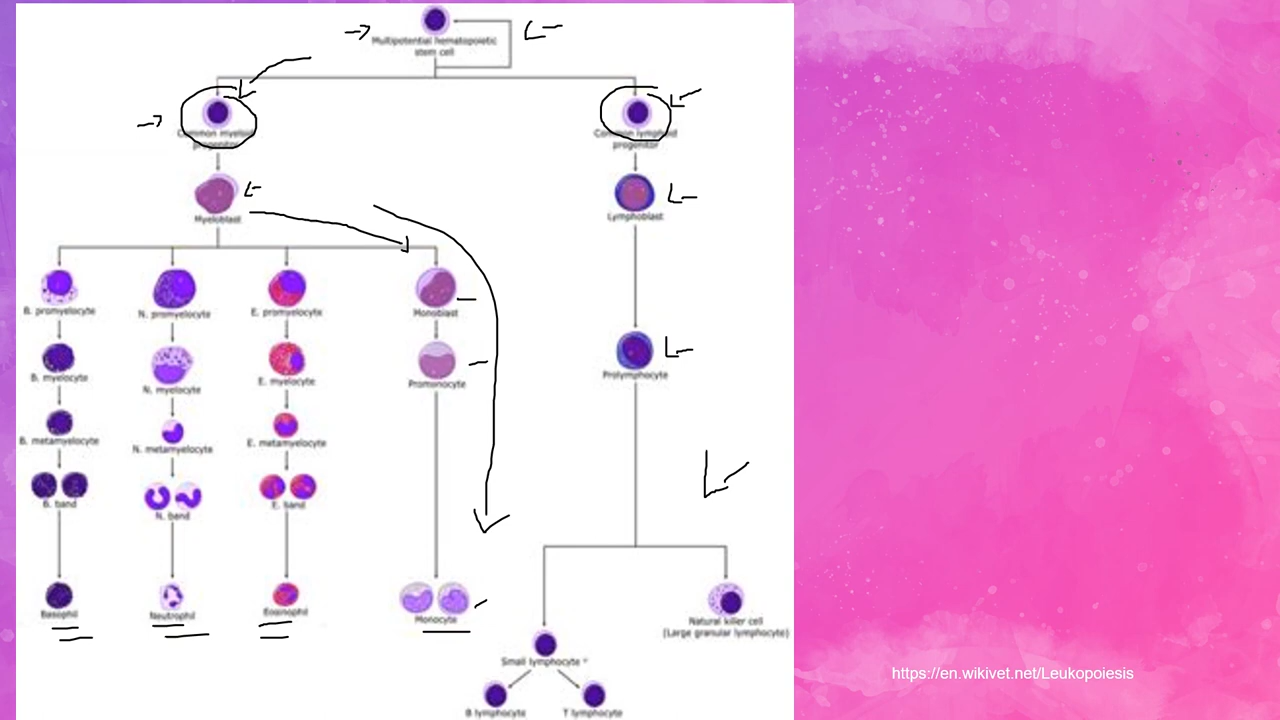 Multipotential hematopoietic
stem cell
Common myeloid
progenitor
Common lymphoid
progenitor
Myeloblast
Lymphoblast
B. promyelocyte
N. promyelocyte
E. promyelocyte
Monoblast
B. myelocyte
N. myelocyte
E. myelocyte
Promonocyte
Prolymphocyte
B. metamyelocyte
N. metamyelocyte
E. metamyelocyte
B. band
N. band
E. band
Basophil
Neutrophil
Eosinophil
Monocyte
Natural killer cell
(Large granular lymphocyte)
Small lymphocyte
B lymphocyte
T lymphocyte
https://en.wikivet.net/Leukopoiesis